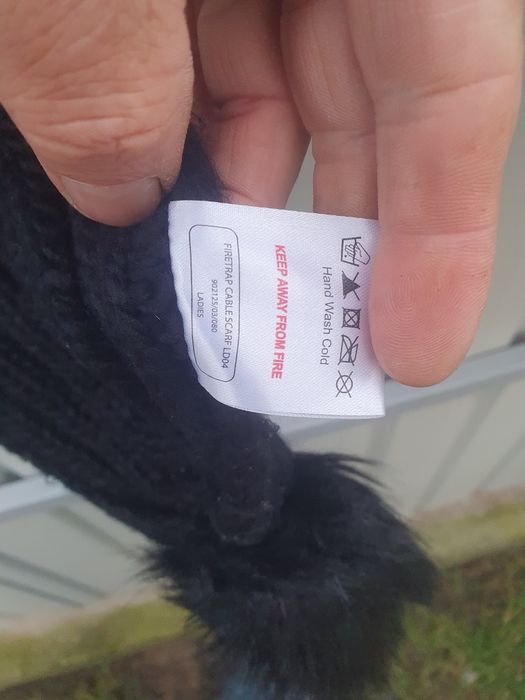 Hand Wash Cold
KEEP AWAY FROM FIRE
FIRETRAP CABLE SCARF LD04
902125/03/080
LADIES